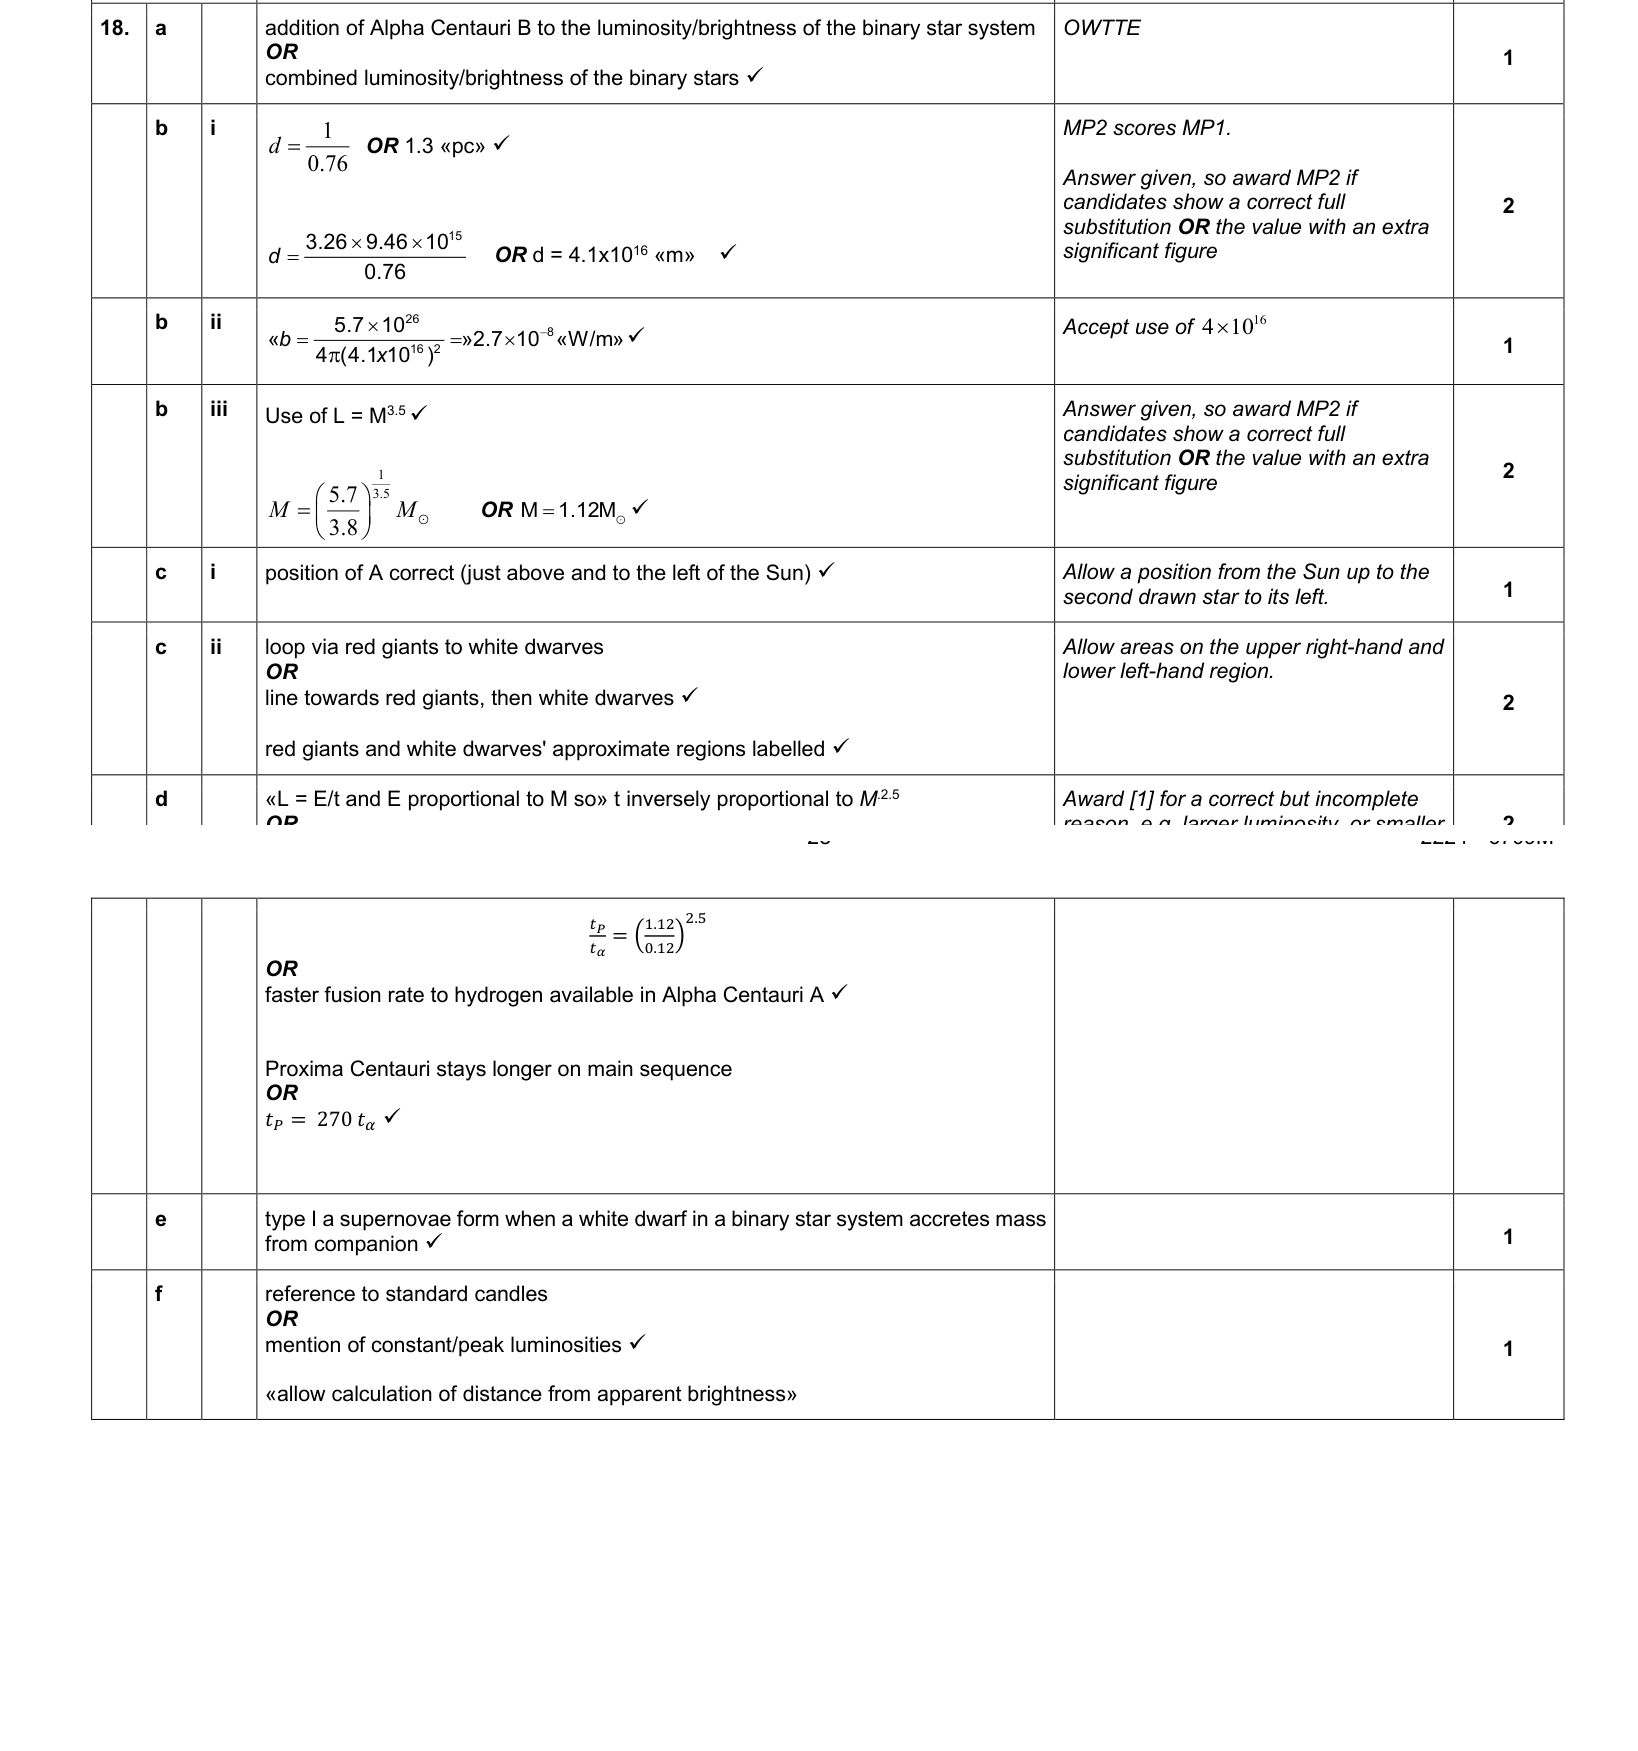 18. a addition of Alpha Centauri B to the luminosity/brightness of the binary star system OWTTE 1
OR
combined luminosity/brightness of the binary stars ✓
b i d = 1/0.76 OR 1.3 «pc» ✓ MP2 scores MP1. 2
Answer given, so award MP2 if
candidates show a correct full
substitution OR the value with an extra
significant figure
d = 3.26×9.46×10^15/0.76 OR d = 4.1x10^16 «m» ✓
b ii «b = 5.7×10^26/4π(4.1x10^16)^2 =»2.7×10^–8 «W/m» ✓ Accept use of 4×10^16 1
b iii Use of L = M^3.5 ✓ Answer given, so award MP2 if 2
candidates show a correct full
substitution OR the value with an extra
significant figure
M = (5.7/3.8)^(1/3.5) M☉ OR M = 1.12M☉ ✓
c i position of A correct (just above and to the left of the Sun) ✓ Allow a position from the Sun up to the 1
second drawn star to its left.
c ii loop via red giants to white dwarves Allow areas on the upper right-hand and 2
OR lower left-hand region.
line towards red giants, then white dwarves ✓
red giants and white dwarves' approximate regions labelled ✓
d «L = E/t and E proportional to M so» t inversely proportional to M^.2.5 Award [1] for a correct but incomplete 2
OR reason, e.g. larger luminosity, or smaller
t_P/t_α = (1.12/0.12)^2.5
OR
faster fusion rate to hydrogen available in Alpha Centauri A ✓
Proxima Centauri stays longer on main sequence
OR
t_P = 270 t_α ✓
e type I a supernovae form when a white dwarf in a binary star system accretes mass 1
from companion ✓
f reference to standard candles 1
OR
mention of constant/peak luminosities ✓
«allow calculation of distance from apparent brightness»